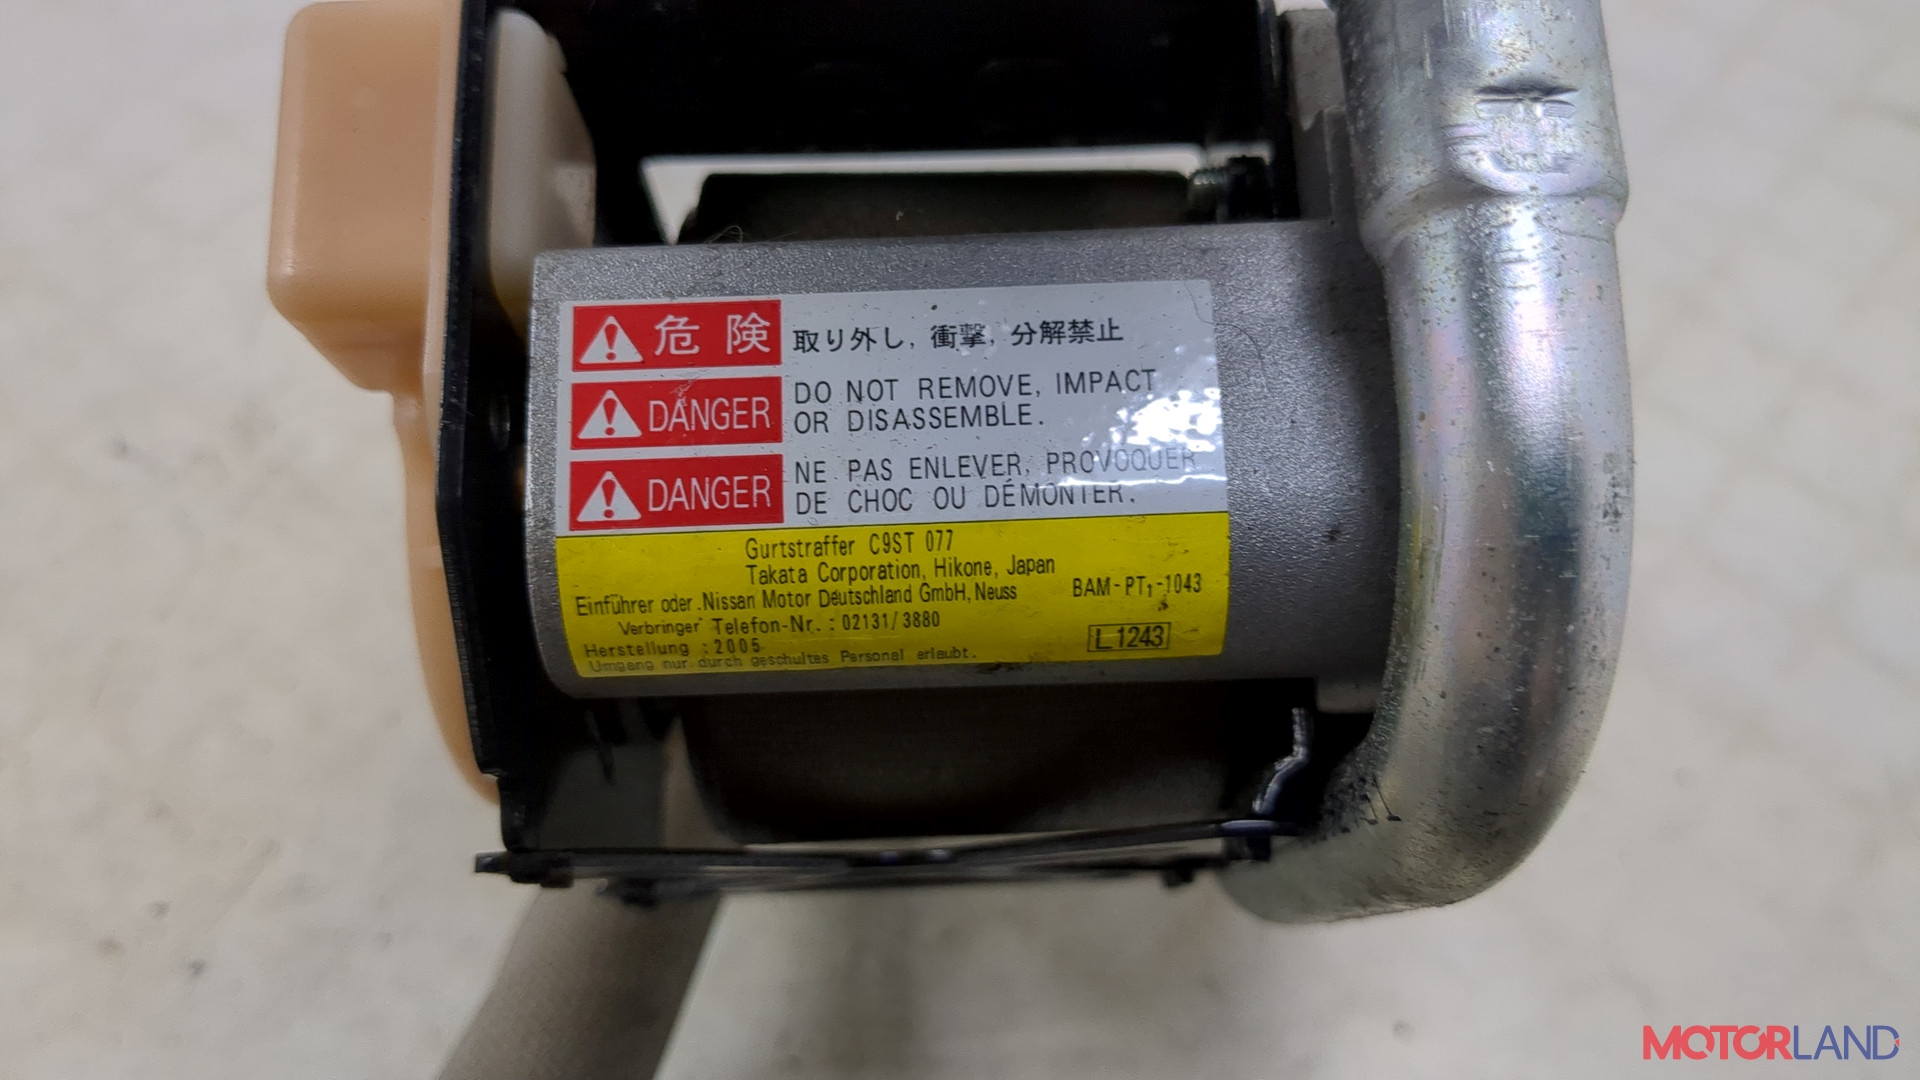 危険 取り外し, 衝撃, 分解禁止
DANGER DO NOT REMOVE, IMPACT
OR DISASSEMBLE.
DANGER NE PAS ENLEVER, PROVOQUER
DE CHOC OU DÉMONTER.
Gurtstraffer C9ST 077
Takata Corporation, Hikone, Japan
Einführer oder Nissan Motor Deutschland GmbH, Neuss BAM-PT₁-1043
Verbringer Telefon-Nr.: 02131/3880
Herstellung : 2005 L1243
Umgang nur durch geschultes Personal erlaubt.
MOTORLAND